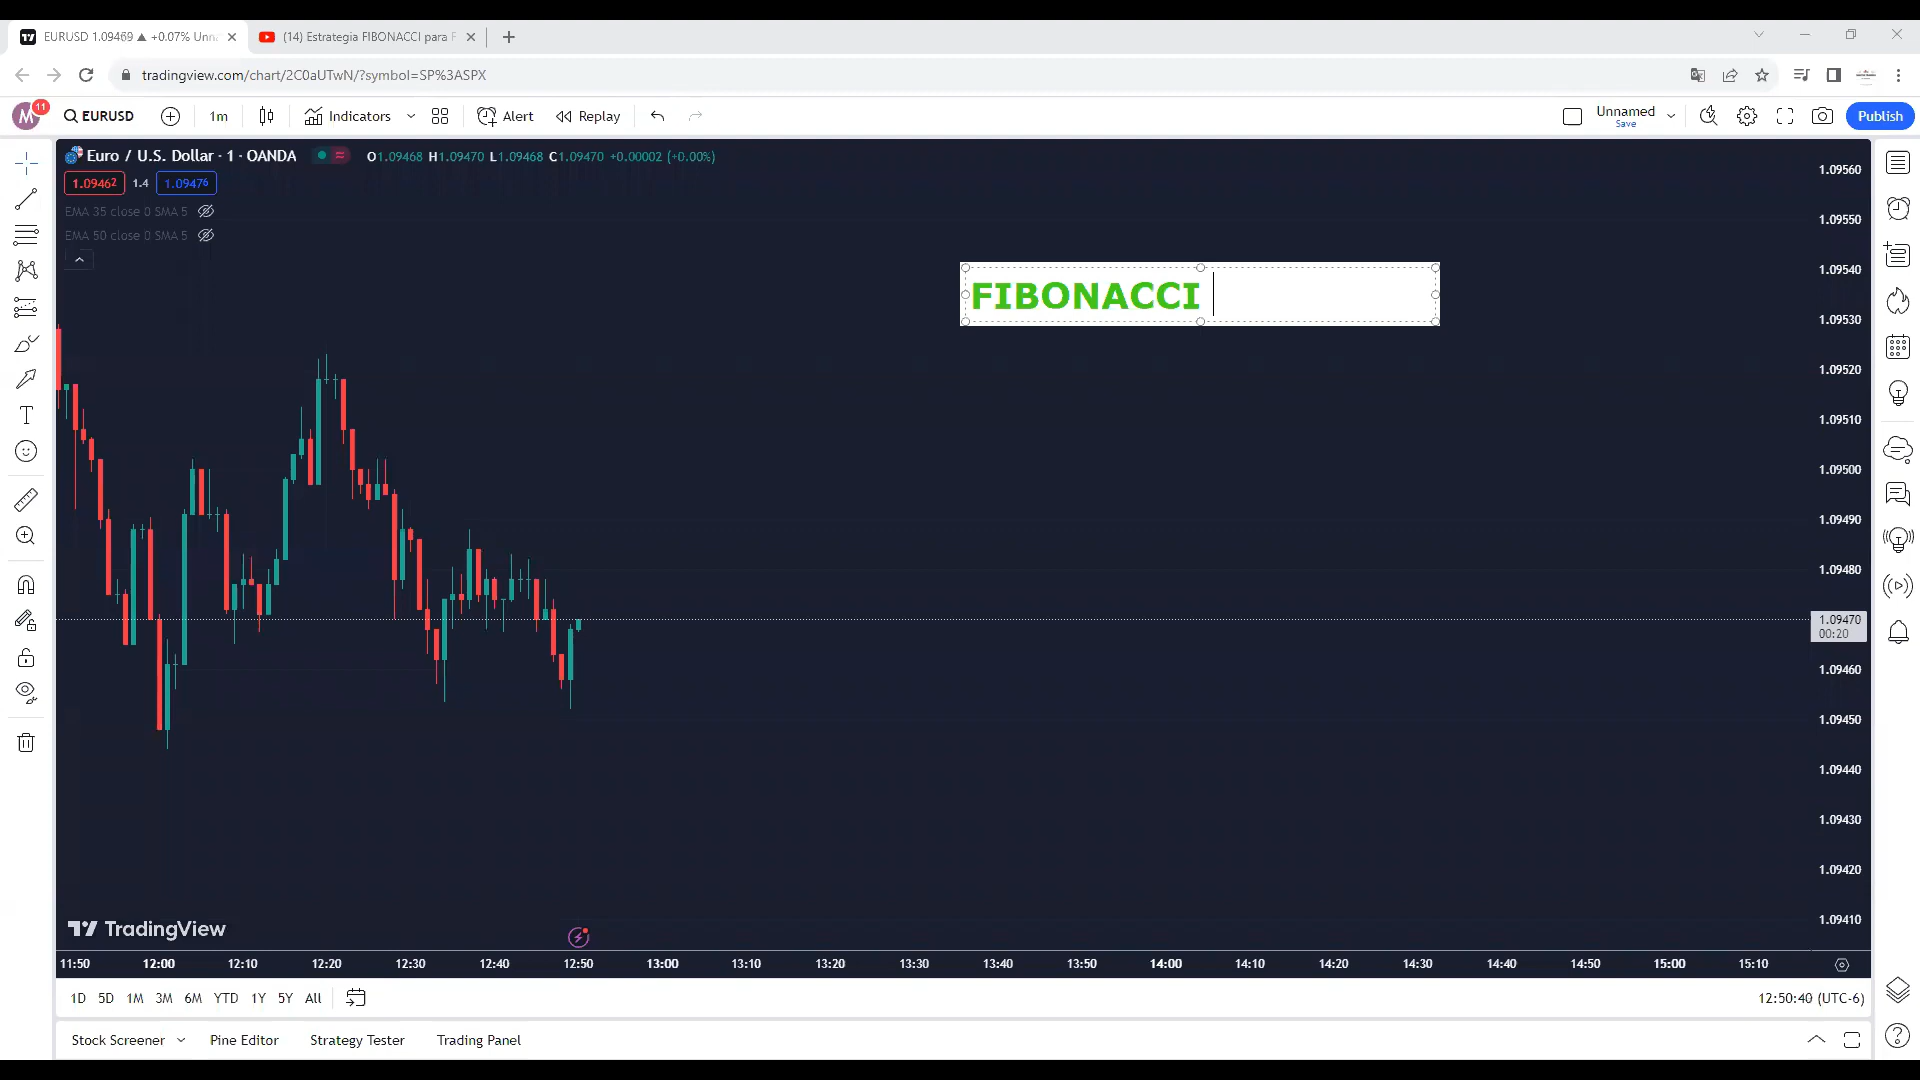 EURUSD 1.09469 ▲ +0.07% Unn
(14) Estrategia FIBONACCI para F
tradingview.com/chart/2C0aUTwN/?symbol=SP%3ASPX
M 11 EURUSD 1m Indicators Alert Replay Unnamed Save Publish
Euro / U.S. Dollar · 1 · OANDA O1.09468 H1.09470 L1.09468 C1.09470 +0.00002 (+0.00%)
1.09462 1.4 1.09476
EMA 35 close 0 SMA 5
EMA 50 close 0 SMA 5
FIBONACCI
1.09560
1.09550
1.09540
1.09530
1.09520
1.09510
1.09500
1.09490
1.09480
1.09470
00:20
1.09460
1.09450
1.09440
1.09430
1.09420
1.09410
TradingView
11:50 12:00 12:10 12:20 12:30 12:40 12:50 13:00 13:10 13:20 13:30 13:40 13:50 14:00 14:10 14:20 14:30 14:40 14:50 15:00 15:10
1D 5D 1M 3M 6M YTD 1Y 5Y All 12:50:40 (UTC-6)
Stock Screener Pine Editor Strategy Tester Trading Panel